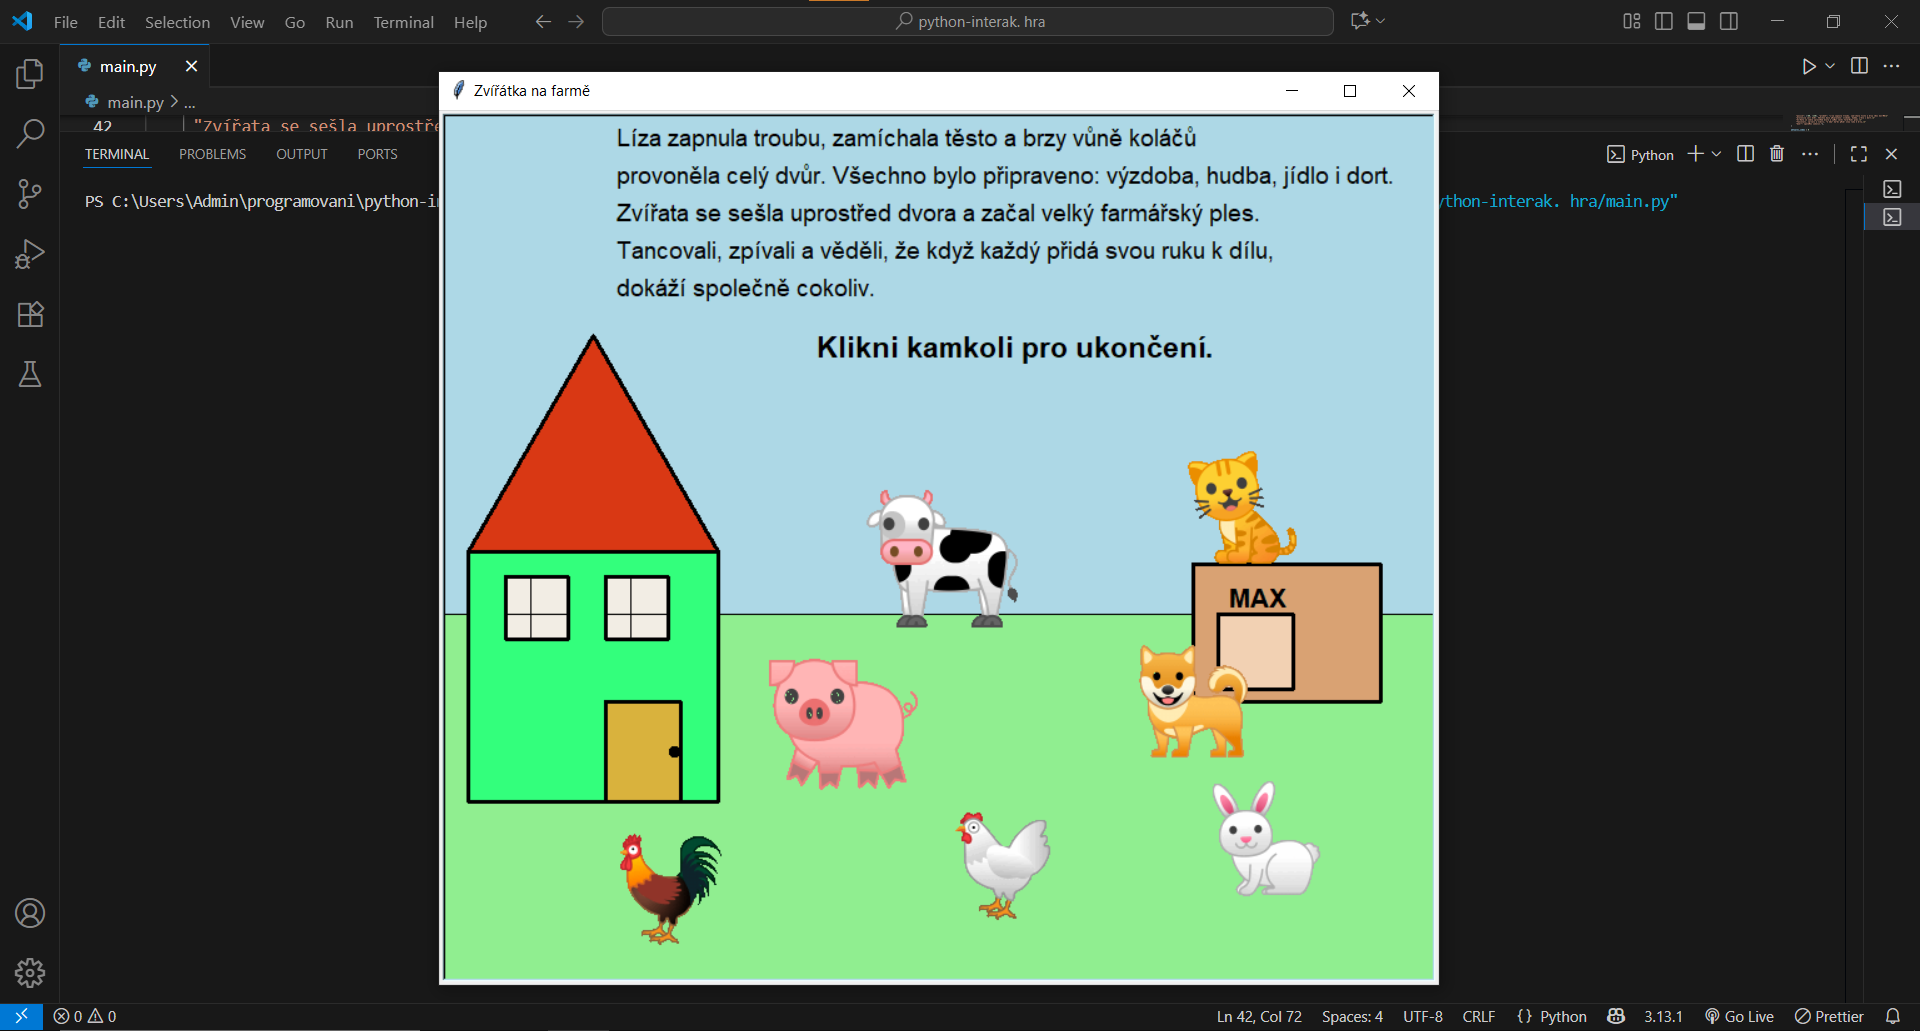 File Edit Selection View Go Run Terminal Help
python-interak. hra
main.py
main.py > ...
42 "Zvířata se sešla uprostře
TERMINAL PROBLEMS OUTPUT PORTS
Python
PS C:\Users\Admin\programovani\python-in
ython-interak. hra/main.py"
Zvířátka na farmě
Líza zapnula troubu, zamíchala těsto a brzy vůně koláčů
provoněla celý dvůr. Všechno bylo připraveno: výzdoba, hudba, jídlo i dort.
Zvířata se sešla uprostřed dvora a začal velký farmářský ples.
Tancovali, zpívali a věděli, že když každý přidá svou ruku k dílu,
dokáží společně cokoliv.
Klikni kamkoli pro ukončení.
MAX
0 0
Ln 42, Col 72 Spaces: 4 UTF-8 CRLF {} Python 3.13.1 Go Live Prettier